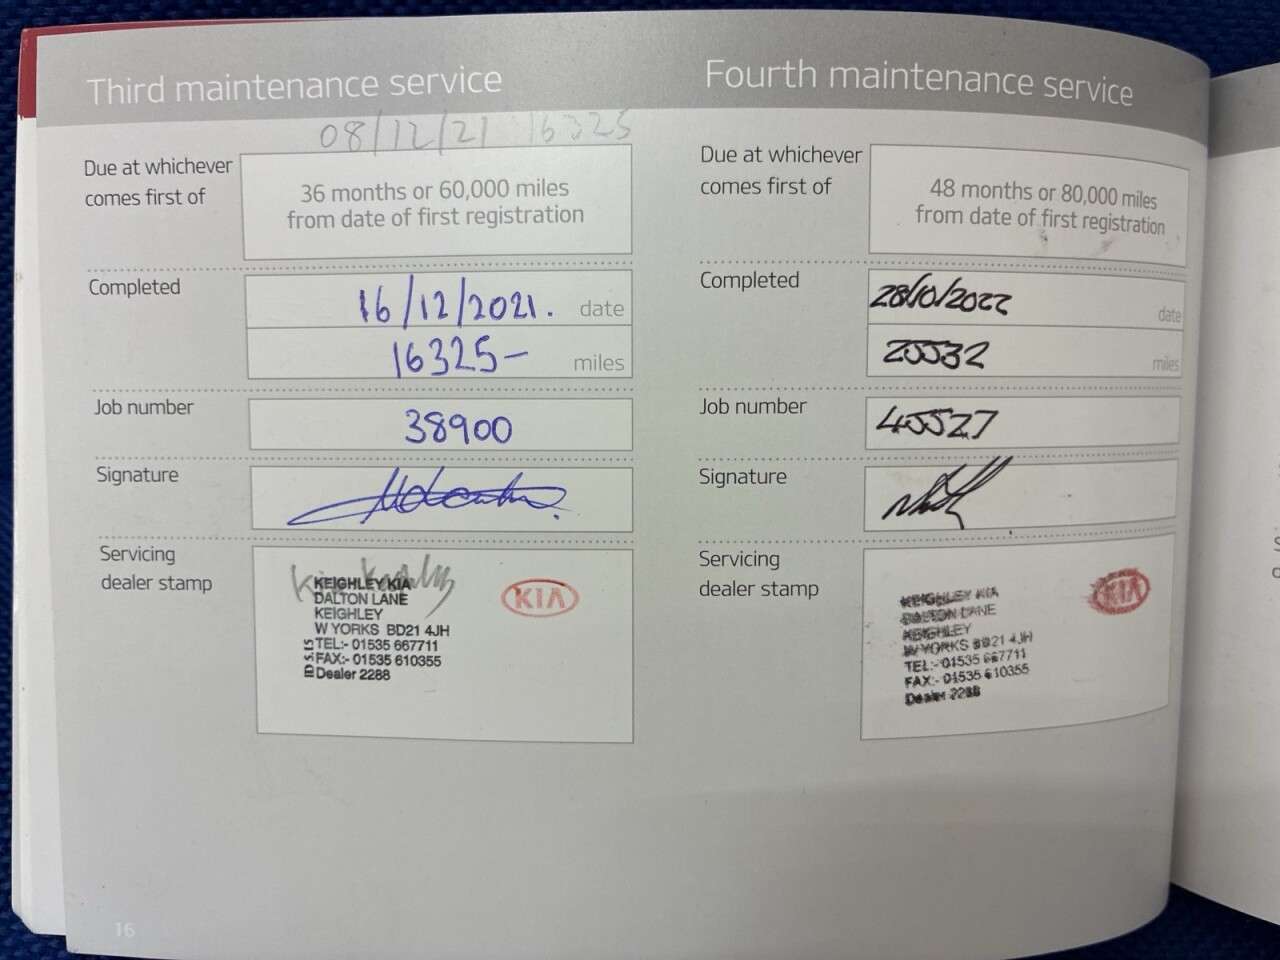 Third maintenance service
08/12/21 16325
Due at whichever
comes first of
36 months or 60,000 miles
from date of first registration
Completed
16/12/2021. date
16325- miles
Job number
38900
Signature
Servicing
dealer stamp
KEIGHLEY KIA
DALTON LANE
KEIGHLEY
W YORKS BD21 4JH
TEL:- 01535 667711
FAX:- 01535 610355
Dealer 2288
KIA
16
Fourth maintenance service
Due at whichever
comes first of
48 months or 80,000 miles
from date of first registration
Completed
28/10/2022 date
25532 miles
Job number
45527
Signature
Servicing
dealer stamp
KEIGHLEY KIA
DALTON LANE
KEIGHLEY
W YORKS BD21 4JH
TEL:- 01535 667711
FAX:- 01535 610355
Dealer 2288
KIA